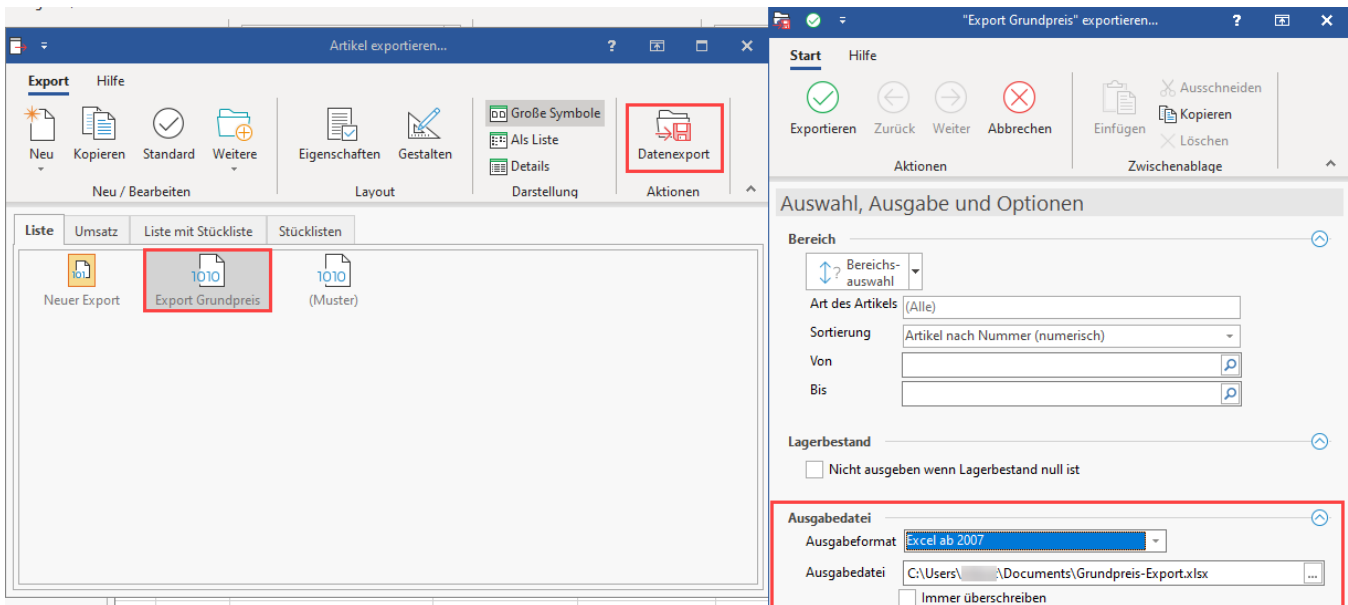 Artikel exportieren...
?
Export Hilfe
Neu Kopieren Standard Weitere
Eigenschaften Gestalten
Große Symbole
Als Liste
Details
Datenexport
Neu / Bearbeiten Layout Darstellung Aktionen
Liste Umsatz Liste mit Stückliste Stücklisten
101 1010 1010
Neuer Export Export Grundpreis (Muster)
"Export Grundpreis" exportieren... ?
Start Hilfe
Exportieren Zurück Weiter Abbrechen
Einfügen
Ausschneiden
Kopieren
Löschen
Aktionen Zwischenablage
Auswahl, Ausgabe und Optionen
Bereich
? Bereichs-
auswahl
Art des Artikels (Alle)
Sortierung Artikel nach Nummer (numerisch)
Von
Bis
Lagerbestand
Nicht ausgeben wenn Lagerbestand null ist
Ausgabedatei
Ausgabeformat Excel ab 2007
Ausgabedatei C:\Users\ \Documents\Grundpreis-Export.xlsx ...
Immer überschreiben